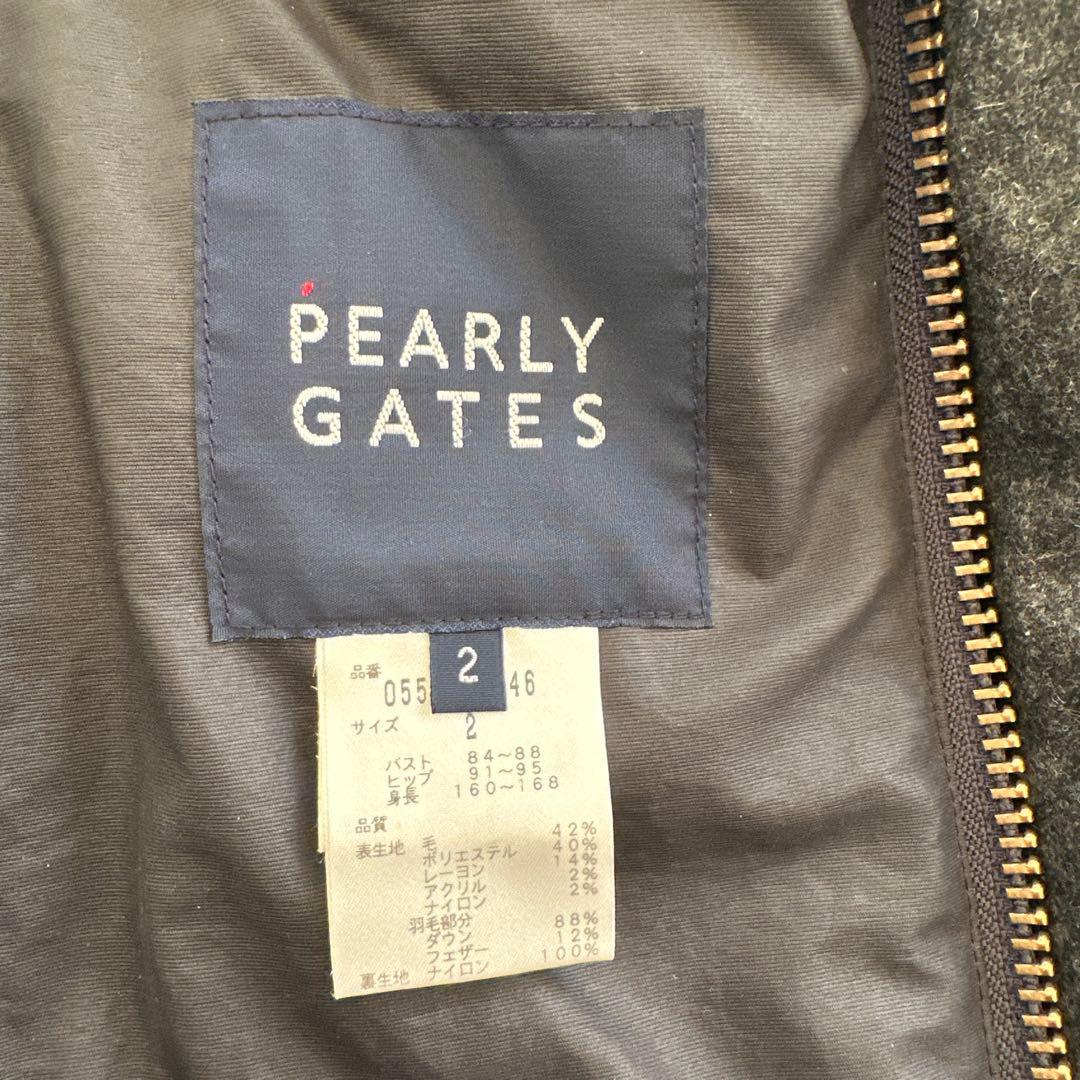 PEARLY
GATES
2
品番
055 46
サイズ 2
バスト 84～88
ヒップ 91～95
身長 160～168
品質
表生地 毛 42%
ポリエステル 40%
レーヨン 14%
アクリル 2%
ナイロン 2%
羽毛部分
ダウン 88%
フェザー 12%
裏生地 ナイロン 100%